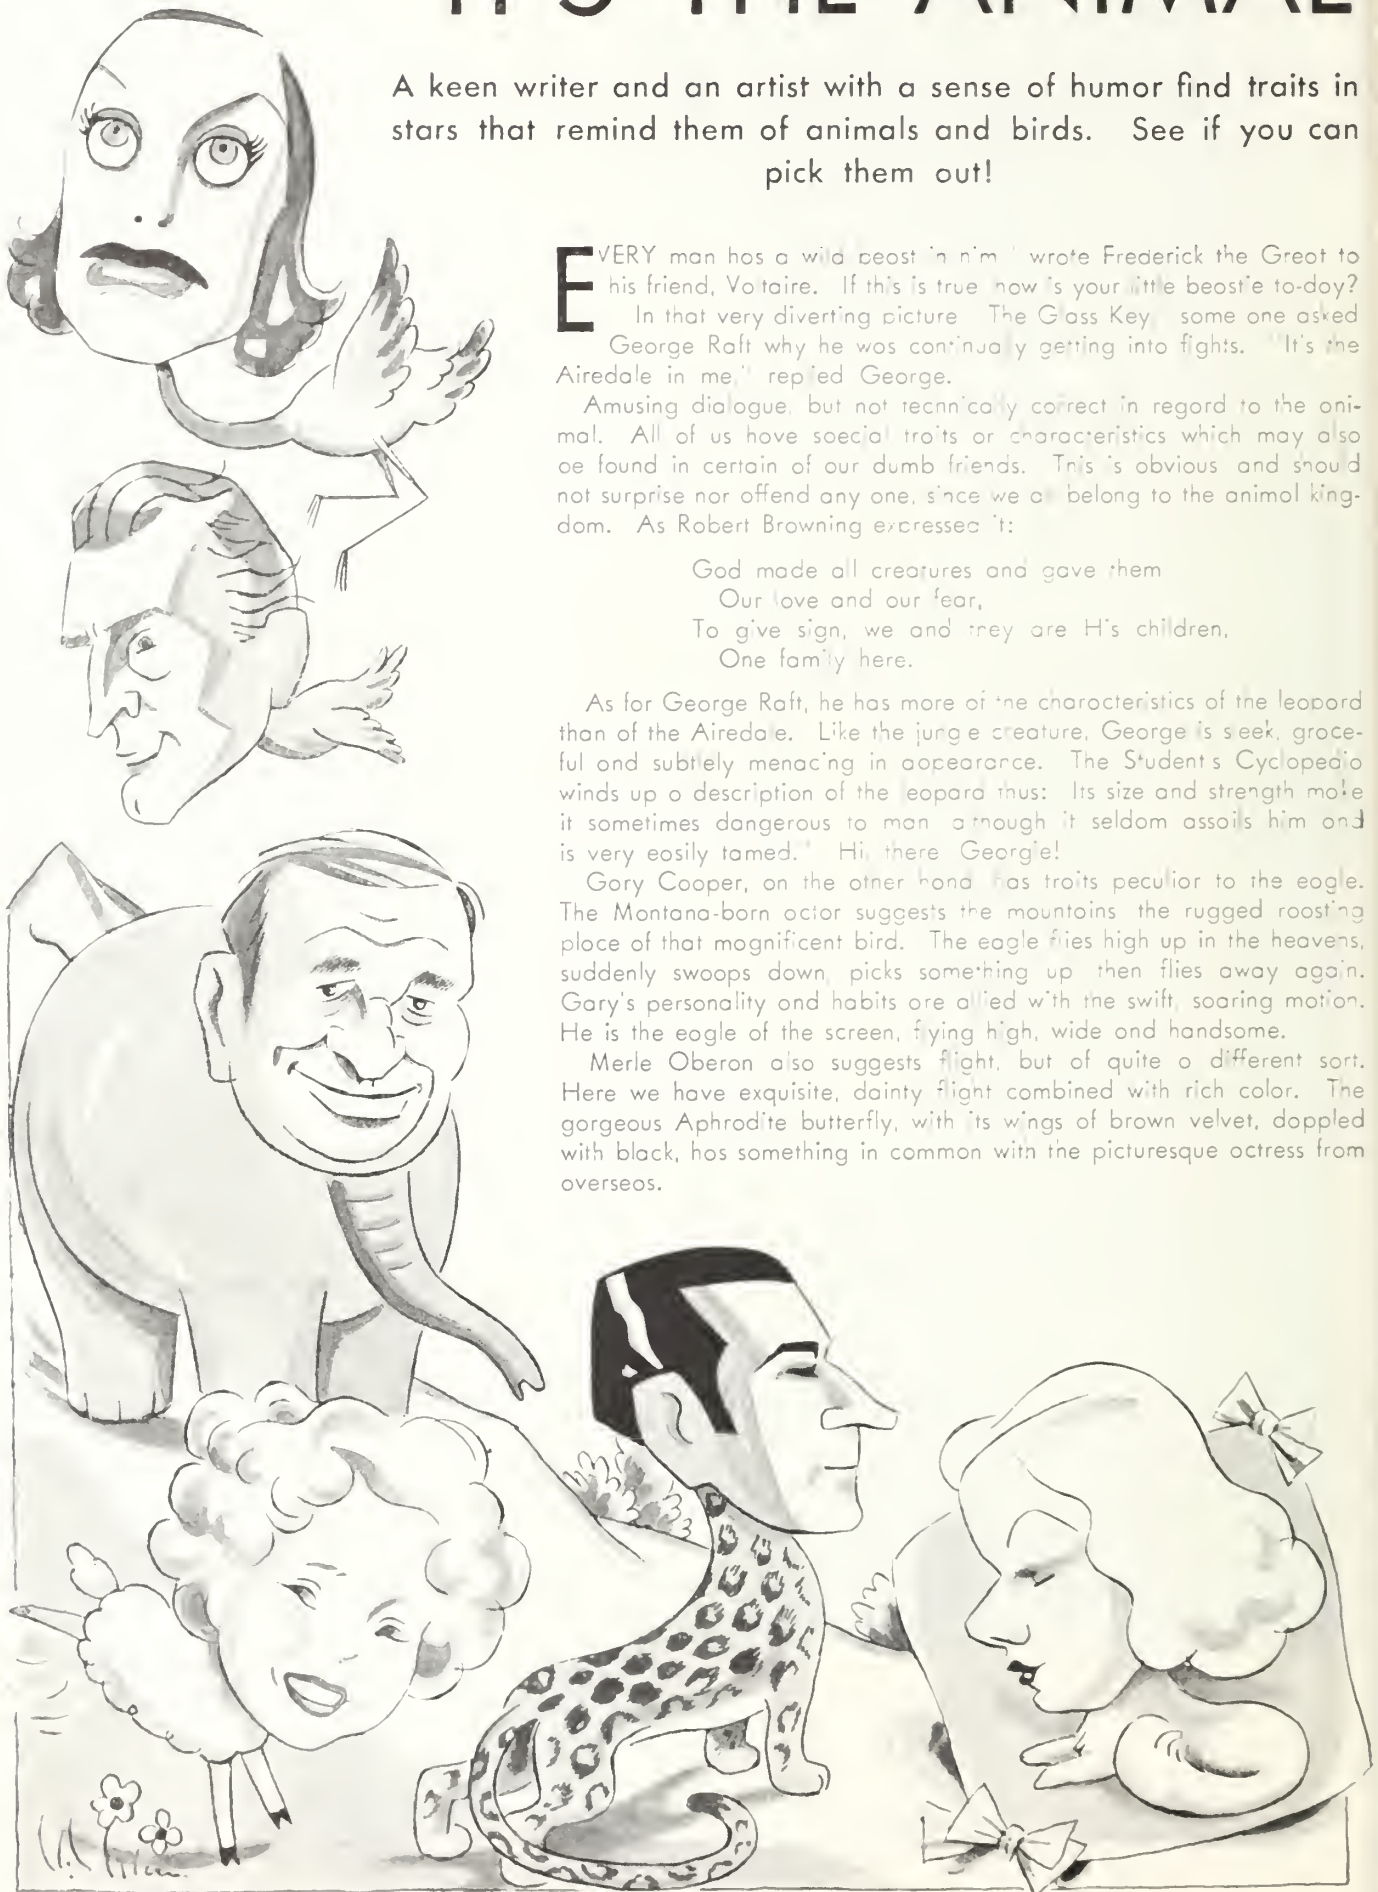 IT'S THE ANIMAL
A keen writer and an artist with a sense of humor find traits in
stars that remind them of animals and birds. See if you can
pick them out!
EVERY man has a wild beast in him" wrote Frederick the Great to
his friend, Voltaire. If this is true how is your little beastie to-day?
In that very diverting picture The Glass Key some one asked
George Raft why he was continually getting into fights. "It's the
Airedale in me," replied George.
Amusing dialogue, but not technically correct in regard to the ani-
mal. All of us have special traits or characteristics which may also
be found in certain of our dumb friends. This is obvious and should
not surprise nor offend any one, since we all belong to the animal king-
dom. As Robert Browning expressed it:
God made all creatures and gave them
Our love and our fear,
To give sign, we and they are His children,
One family here.
As for George Raft, he has more of the characteristics of the leopard
than of the Airedale. Like the jungle creature, George is sleek, grace-
ful and subtlely menacing in appearance. The Student's Cyclopedia
winds up a description of the leopard thus: Its size and strength make
it sometimes dangerous to man although it seldom assails him and
is very easily tamed." Hi, there Georgie!
Gary Cooper, on the other hand has traits peculiar to the eagle.
The Montana-born actor suggests the mountains the rugged roosting
place of that magnificent bird. The eagle flies high up in the heavens,
suddenly swoops down, picks something up then flies away again.
Gary's personality and habits are allied with the swift, soaring motion.
He is the eagle of the screen, flying high, wide and handsome.
Merle Oberon also suggests flight, but of quite a different sort.
Here we have exquisite, dainty flight combined with rich color. The
gorgeous Aphrodite butterfly, with its wings of brown velvet, dappled
with black, has something in common with the picturesque actress from
overseas.